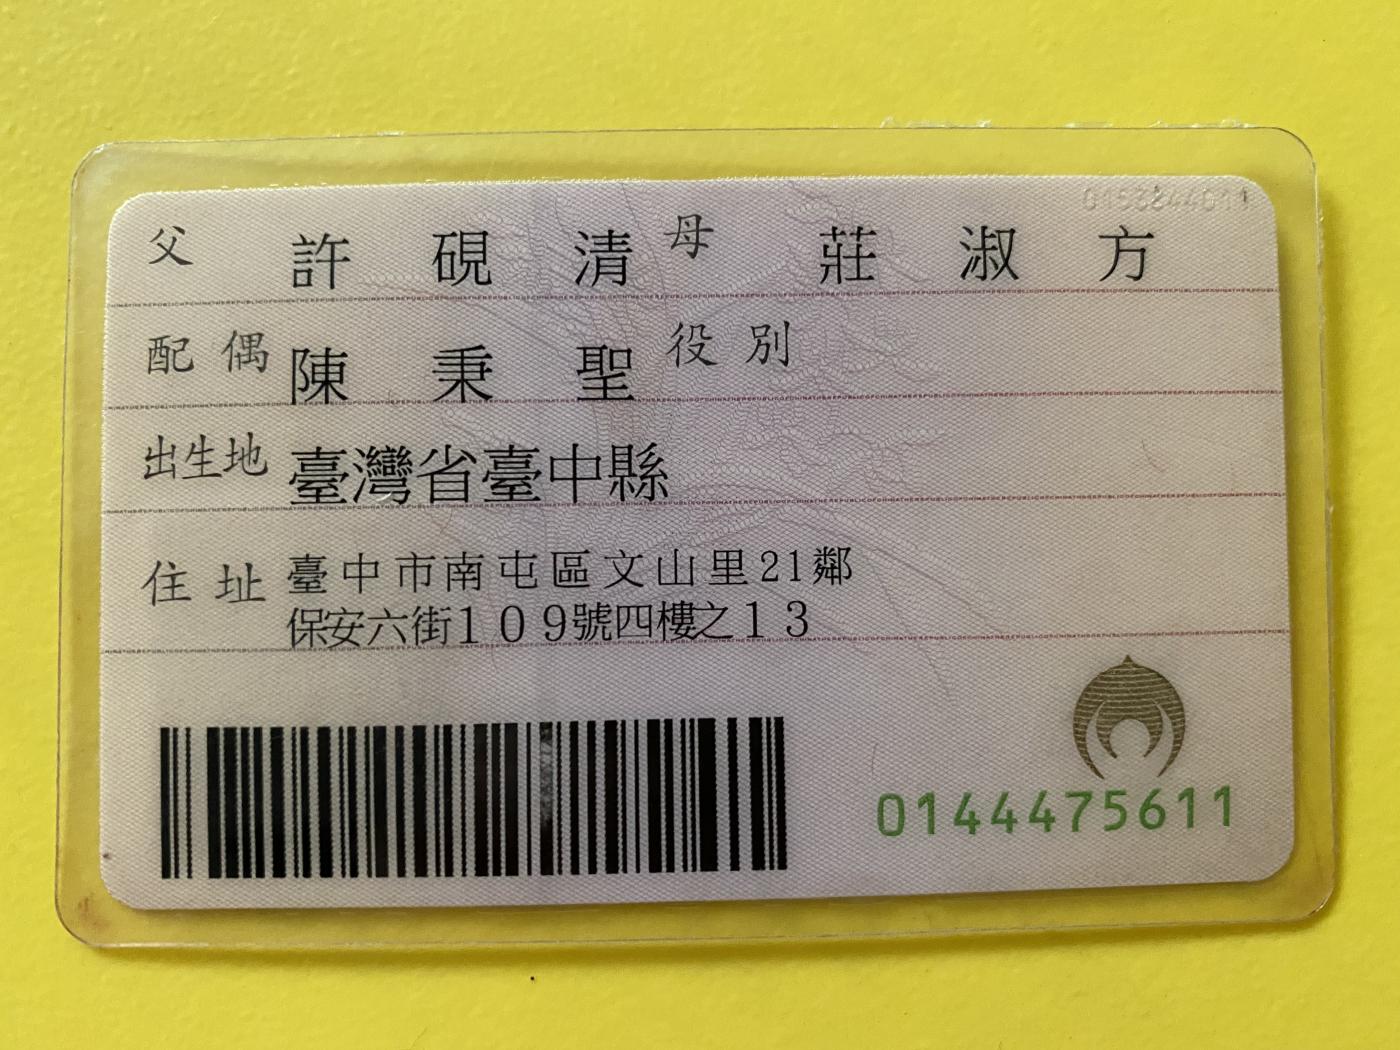 父 許硯清 母 莊淑方
配偶 陳秉聖 役別
出生地 臺灣省臺中縣
住址 臺中市南屯區文山里21鄰
保安六街109號四樓之13
0144475611